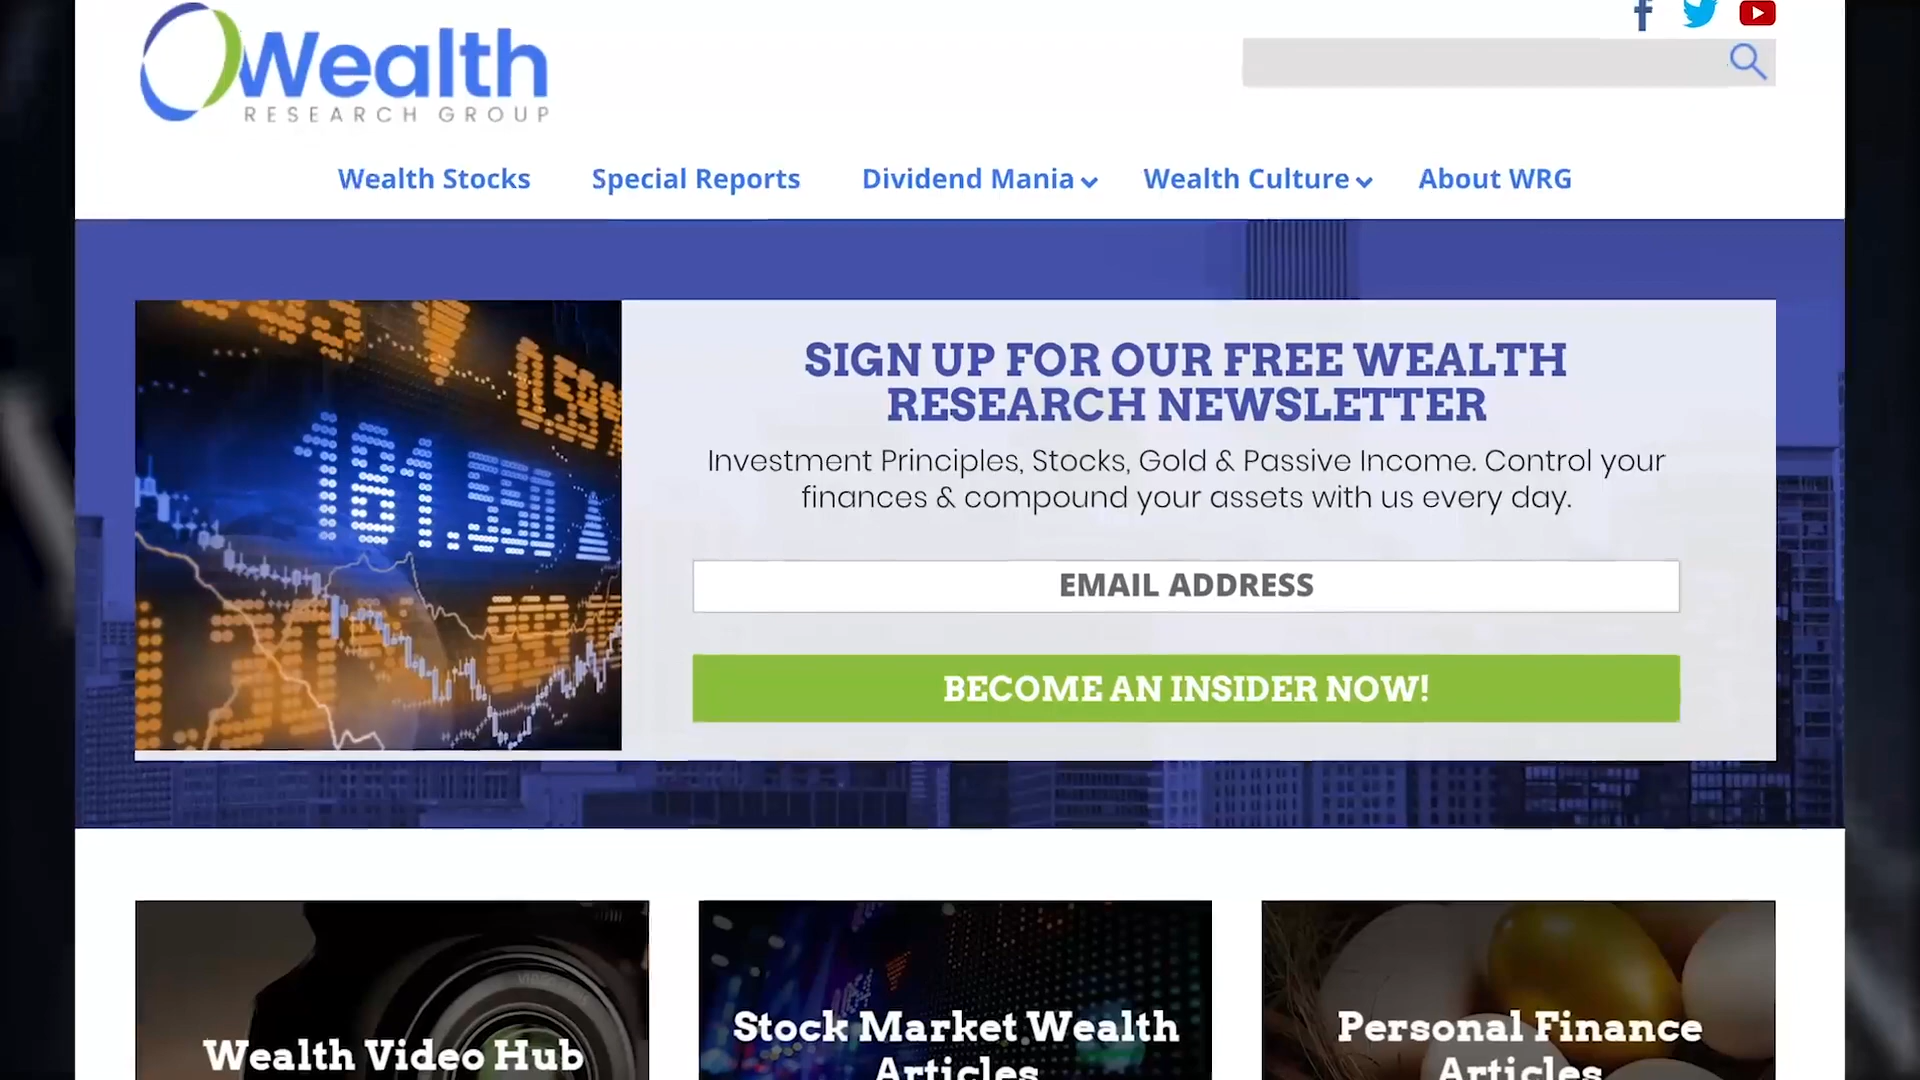 Wealth
RESEARCH GROUP
Wealth Stocks
Special Reports
Dividend Mania
Wealth Culture
About WRG
SIGN UP FOR OUR FREE WEALTH
RESEARCH NEWSLETTER
Investment Principles, Stocks, Gold & Passive Income. Control your
finances & compound your assets with us every day.
161.550
EMAIL ADDRESS
BECOME AN INSIDER NOW!
Wealth Video Hub
Stock Market Wealth
Articles
Personal Finance
Articles